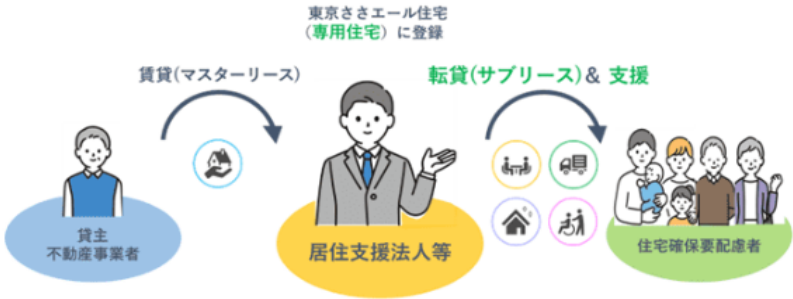 東京ささエール住宅
（専用住宅）に登録
賃貸(マスターリース)
転貸(サブリース)& 支援
貸主
不動産事業者
居住支援法人等
住宅確保要配慮者